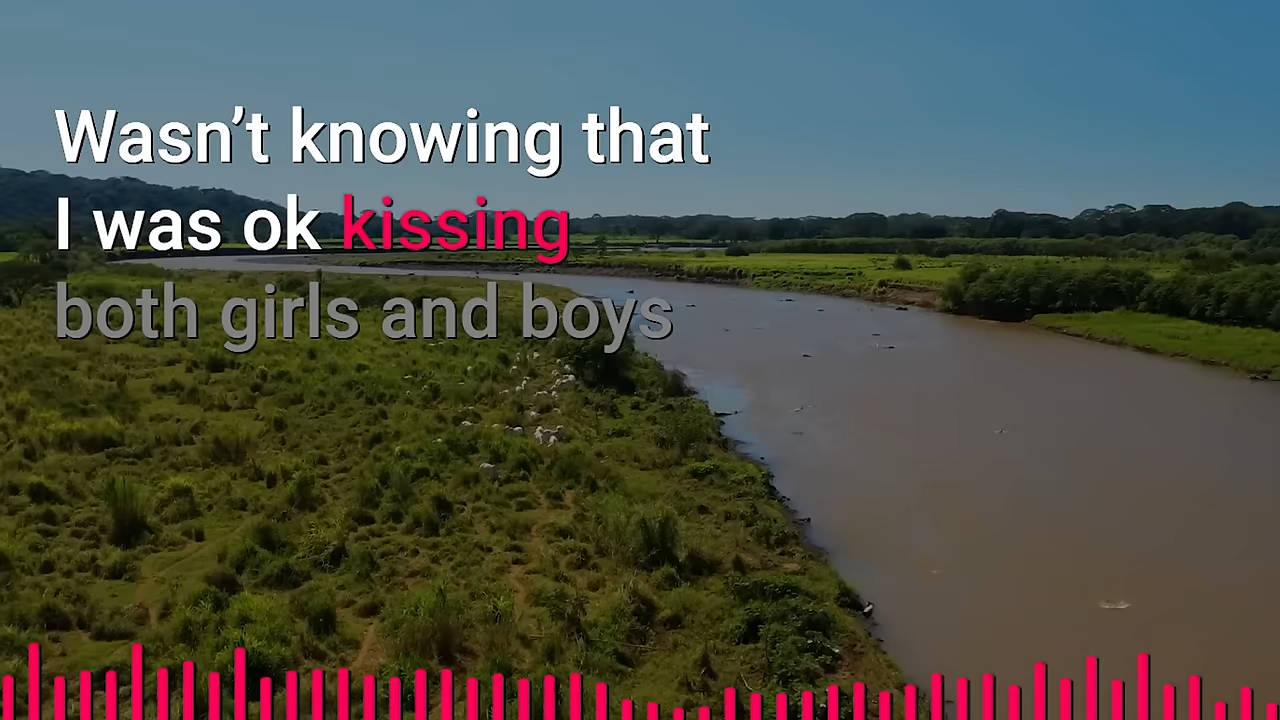 Wasn’t knowing that
I was ok kissing
both girls and boys